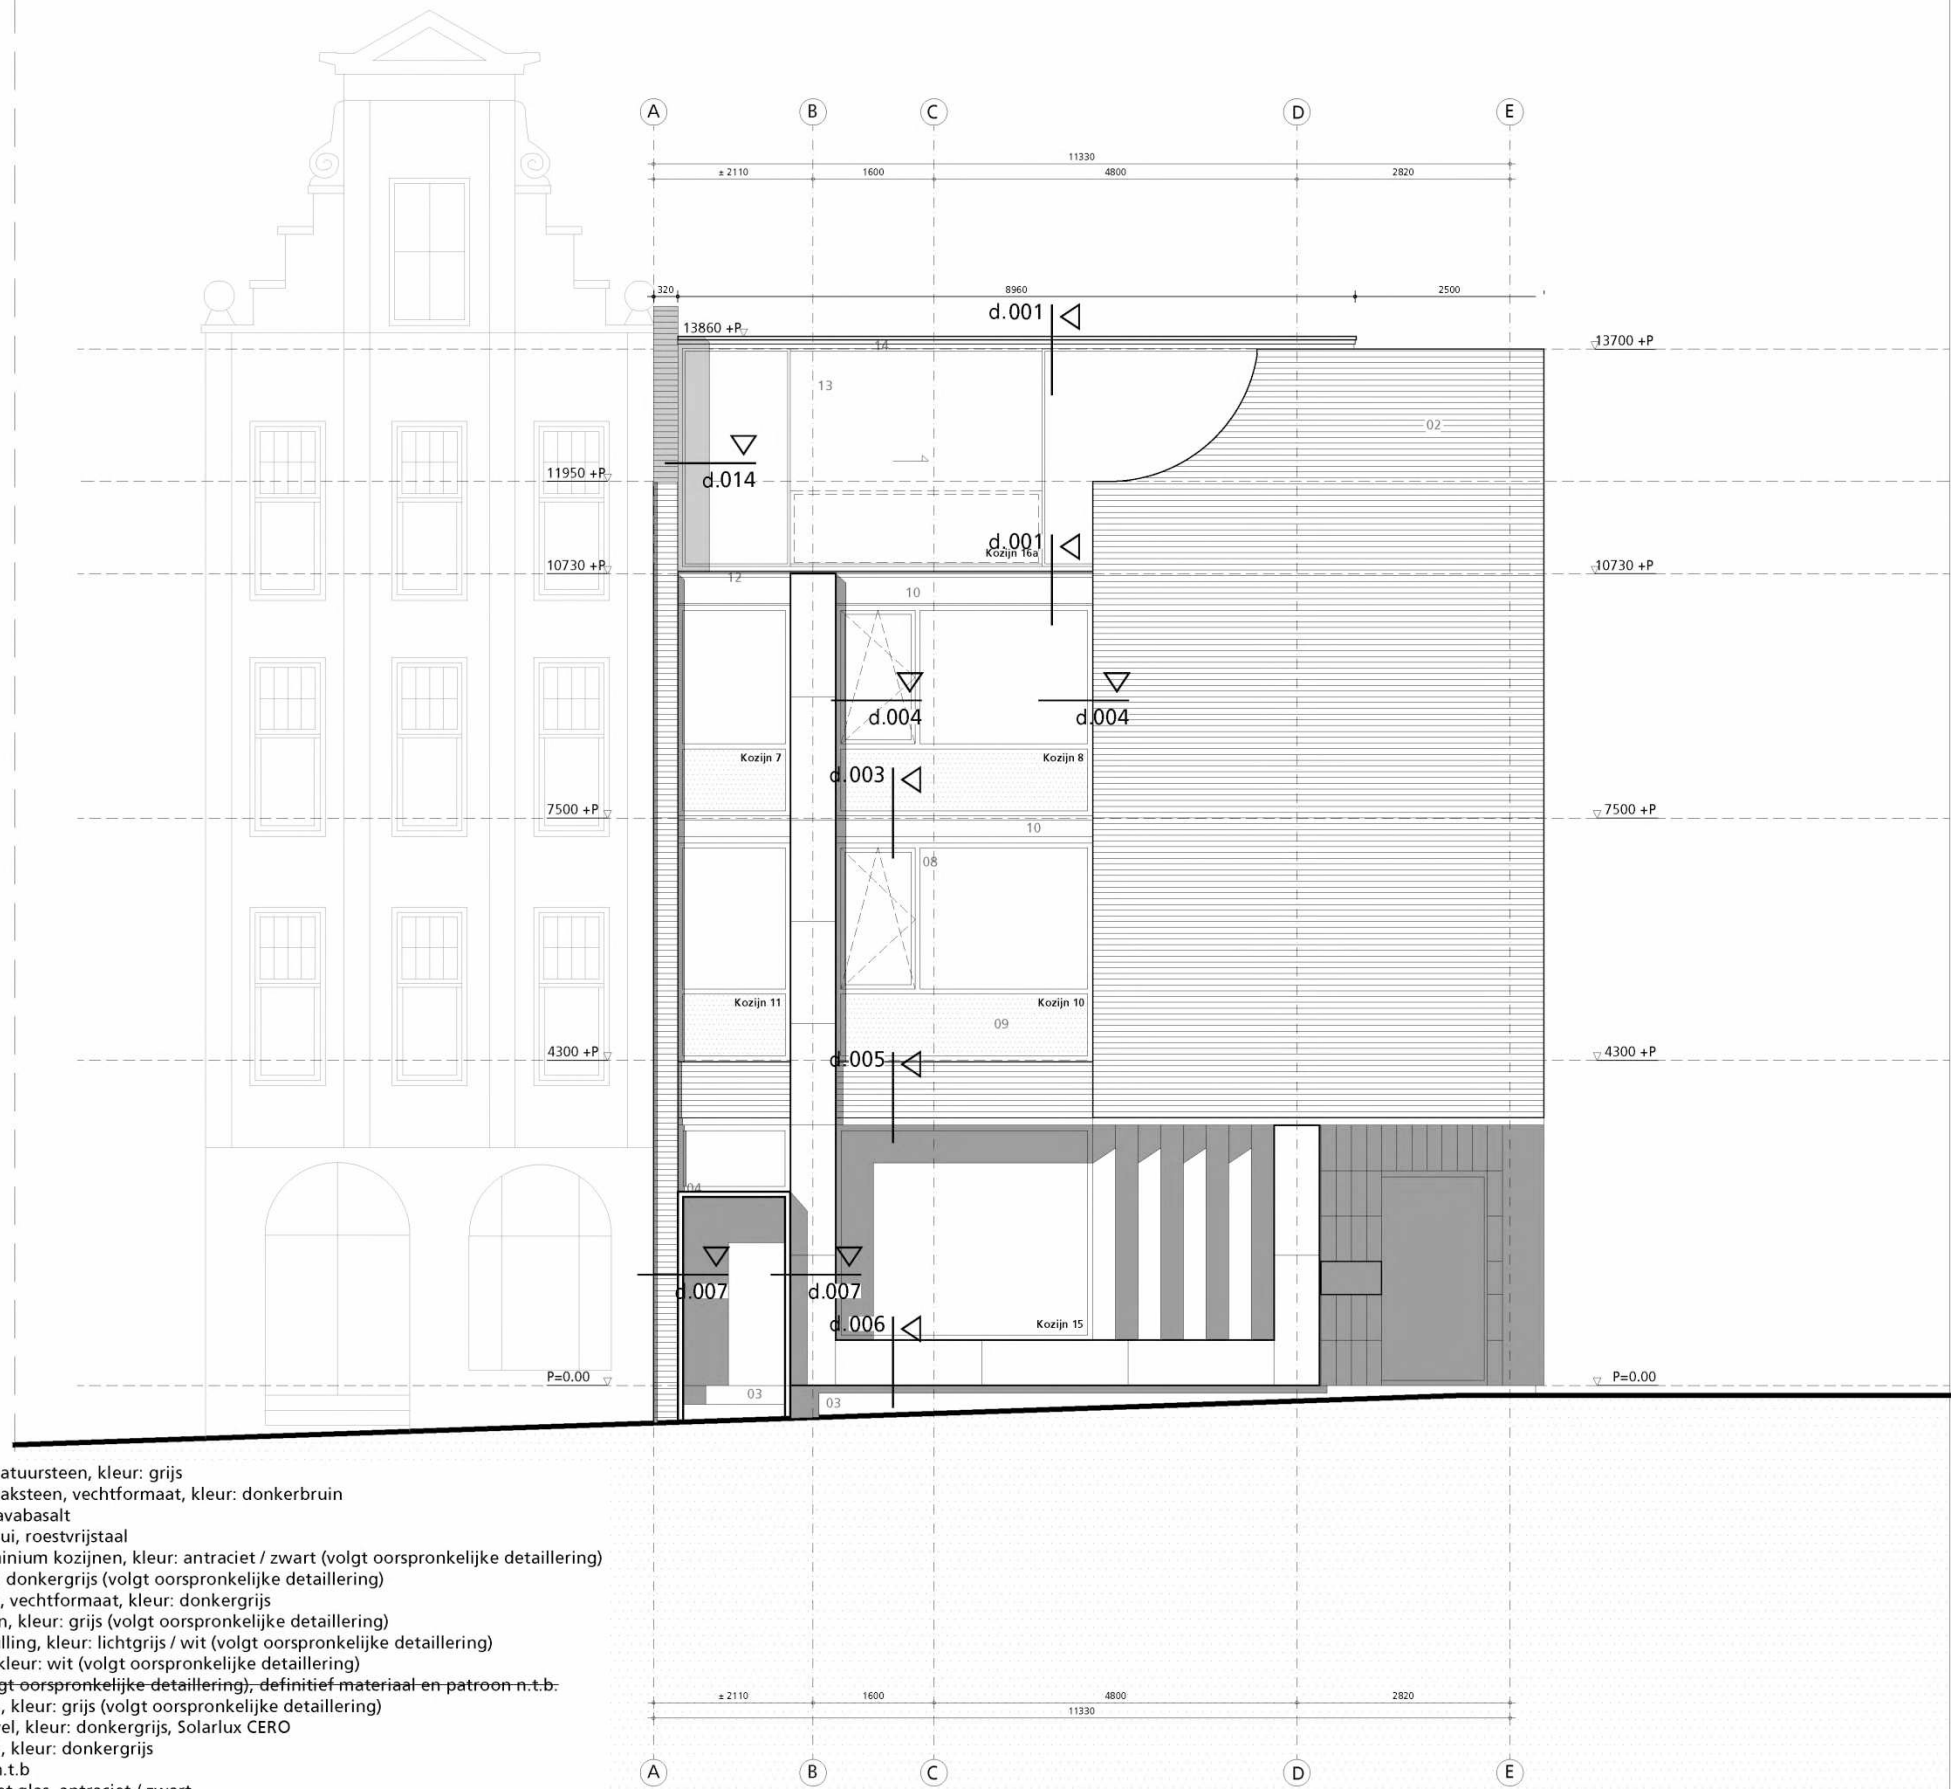 A B C D E
11330
± 2110 1600 4800 2820
320 8960 2500
d.001
13860 +P
14
13700 +P
13
02
11950 +P
d.014
d.001
Kozijn 16a
10730 +P
10730 +P
12
10
d.004
d.004
Kozijn 7
Kozijn 8
d.003
7500 +P
7500 +P
10
08
Kozijn 11
Kozijn 10
09
4300 +P
d.005
4300 +P
04
d.007
d.007
d.006
Kozijn 15
P=0.00
P=0.00
03
03
atuursteen, kleur: grijs
aksteen, vechtformaat, kleur: donkerbruin
avabasalt
ui, roestvrijstaal
inium kozijnen, kleur: antraciet / zwart (volgt oorspronkelijke detaillering)
donkergrijs (volgt oorspronkelijke detaillering)
, vechtformaat, kleur: donkergrijs
n, kleur: grijs (volgt oorspronkelijke detaillering)
lling, kleur: lichtgrijs / wit (volgt oorspronkelijke detaillering)
kleur: wit (volgt oorspronkelijke detaillering)
gt oorspronkelijke detaillering), definitief materiaal en patroon n.t.b.
, kleur: grijs (volgt oorspronkelijke detaillering)
el, kleur: donkergrijs, Solarlux CERO
, kleur: donkergrijs
n.t.b
et glas, antraciet / zwart
± 2110 1600 4800 2820
11330
A B C D E